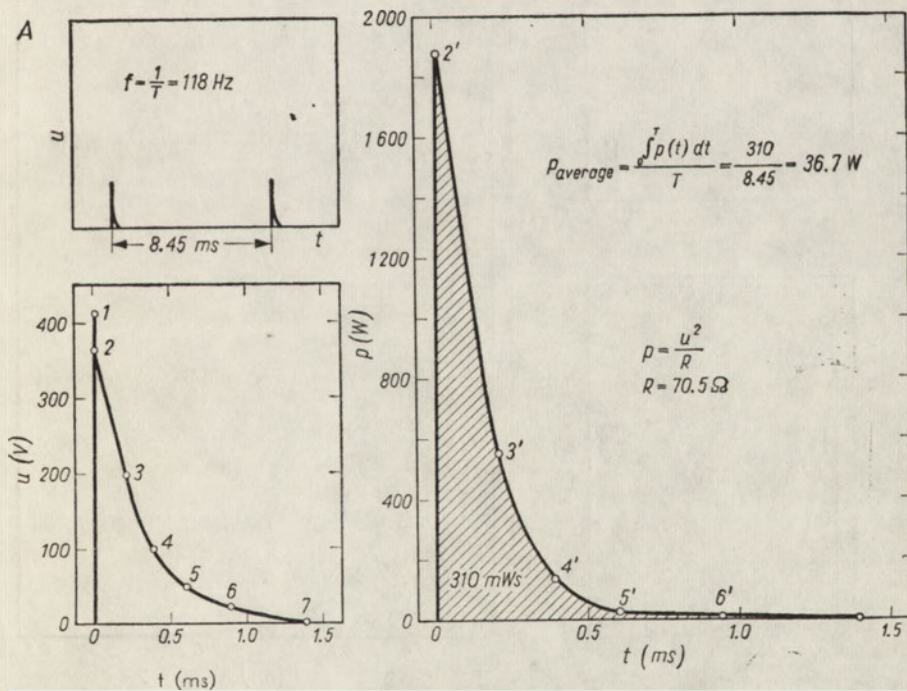 A
f = 1/T = 118 Hz
u
8.45 ms
t
400
300
200
100
0
u (V)
1
2
3
4
5
6
7
0
0.5
1.0
1.5
t (ms)
2000
1600
1200
800
400
0
p (W)
2'
3'
4'
5'
6'
310 mWs
Paverage = 0∫T p(t) dt / T = 310 / 8.45 = 36.7 W
p = u² / R
R = 70.5 Ω
0
0.5
1.0
1.5
t (ms)